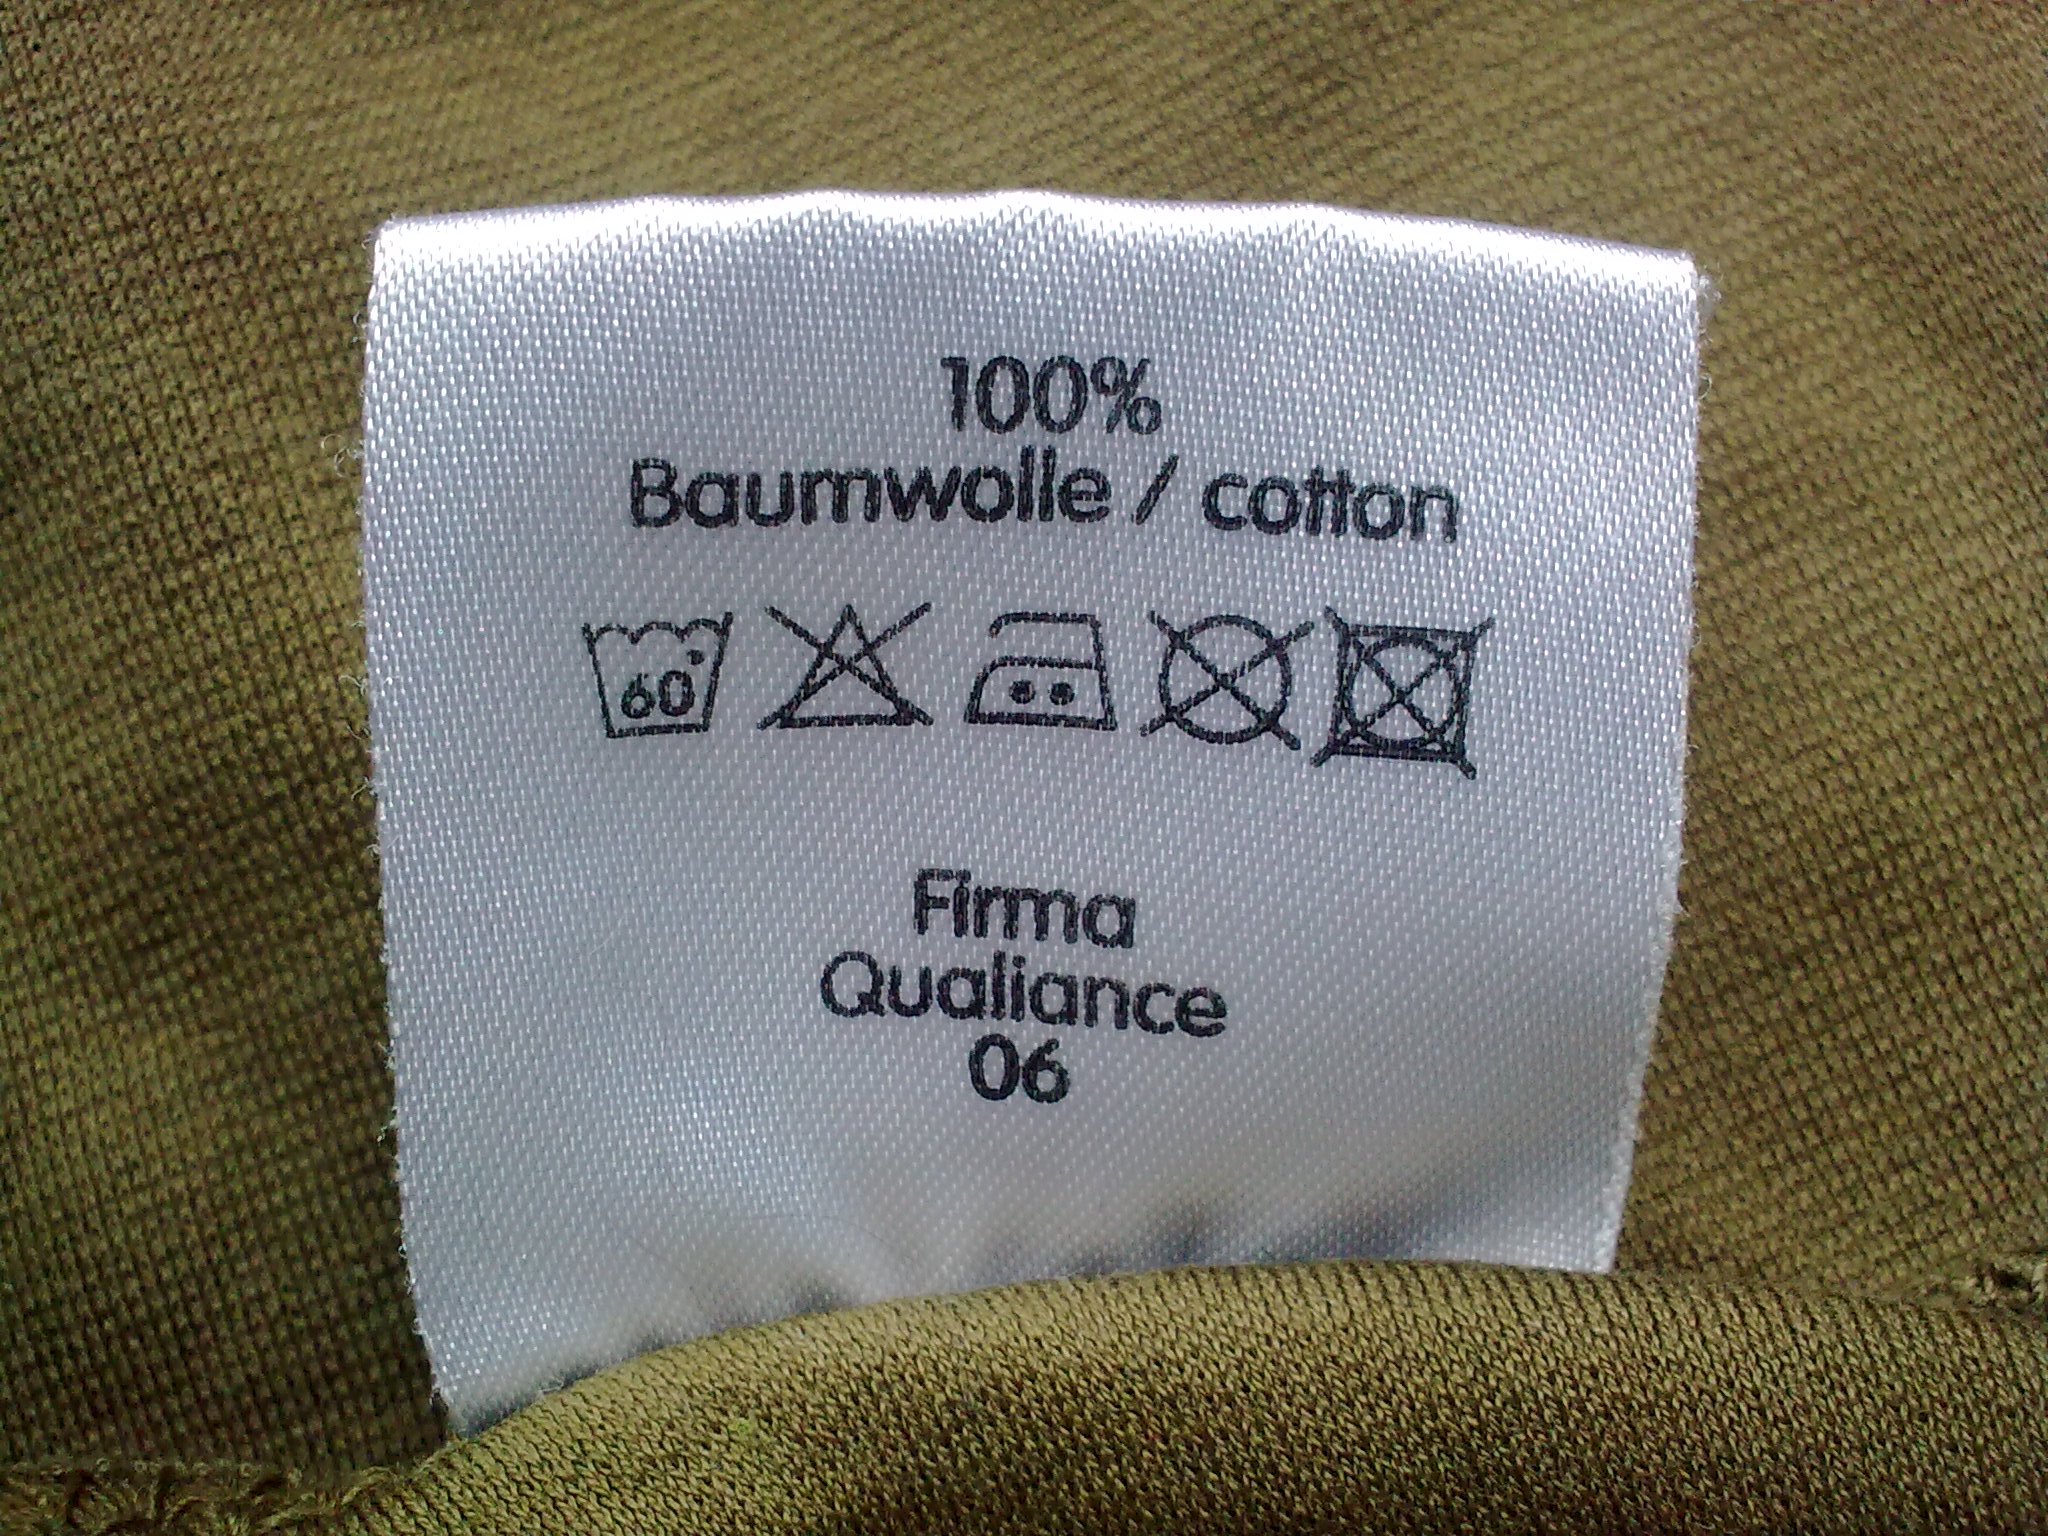 100%
Baumwolle / cotton
60°
Firma
Qualiance
06